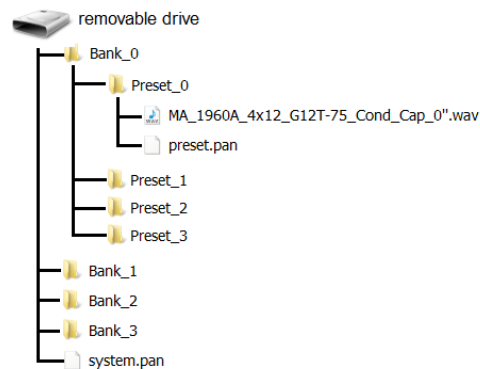 removable drive
Bank_0
Preset_0
MA_1960A_4x12_G12T-75_Cond_Cap_0".wav
preset.pan
Preset_1
Preset_2
Preset_3
Bank_1
Bank_2
Bank_3
system.pan